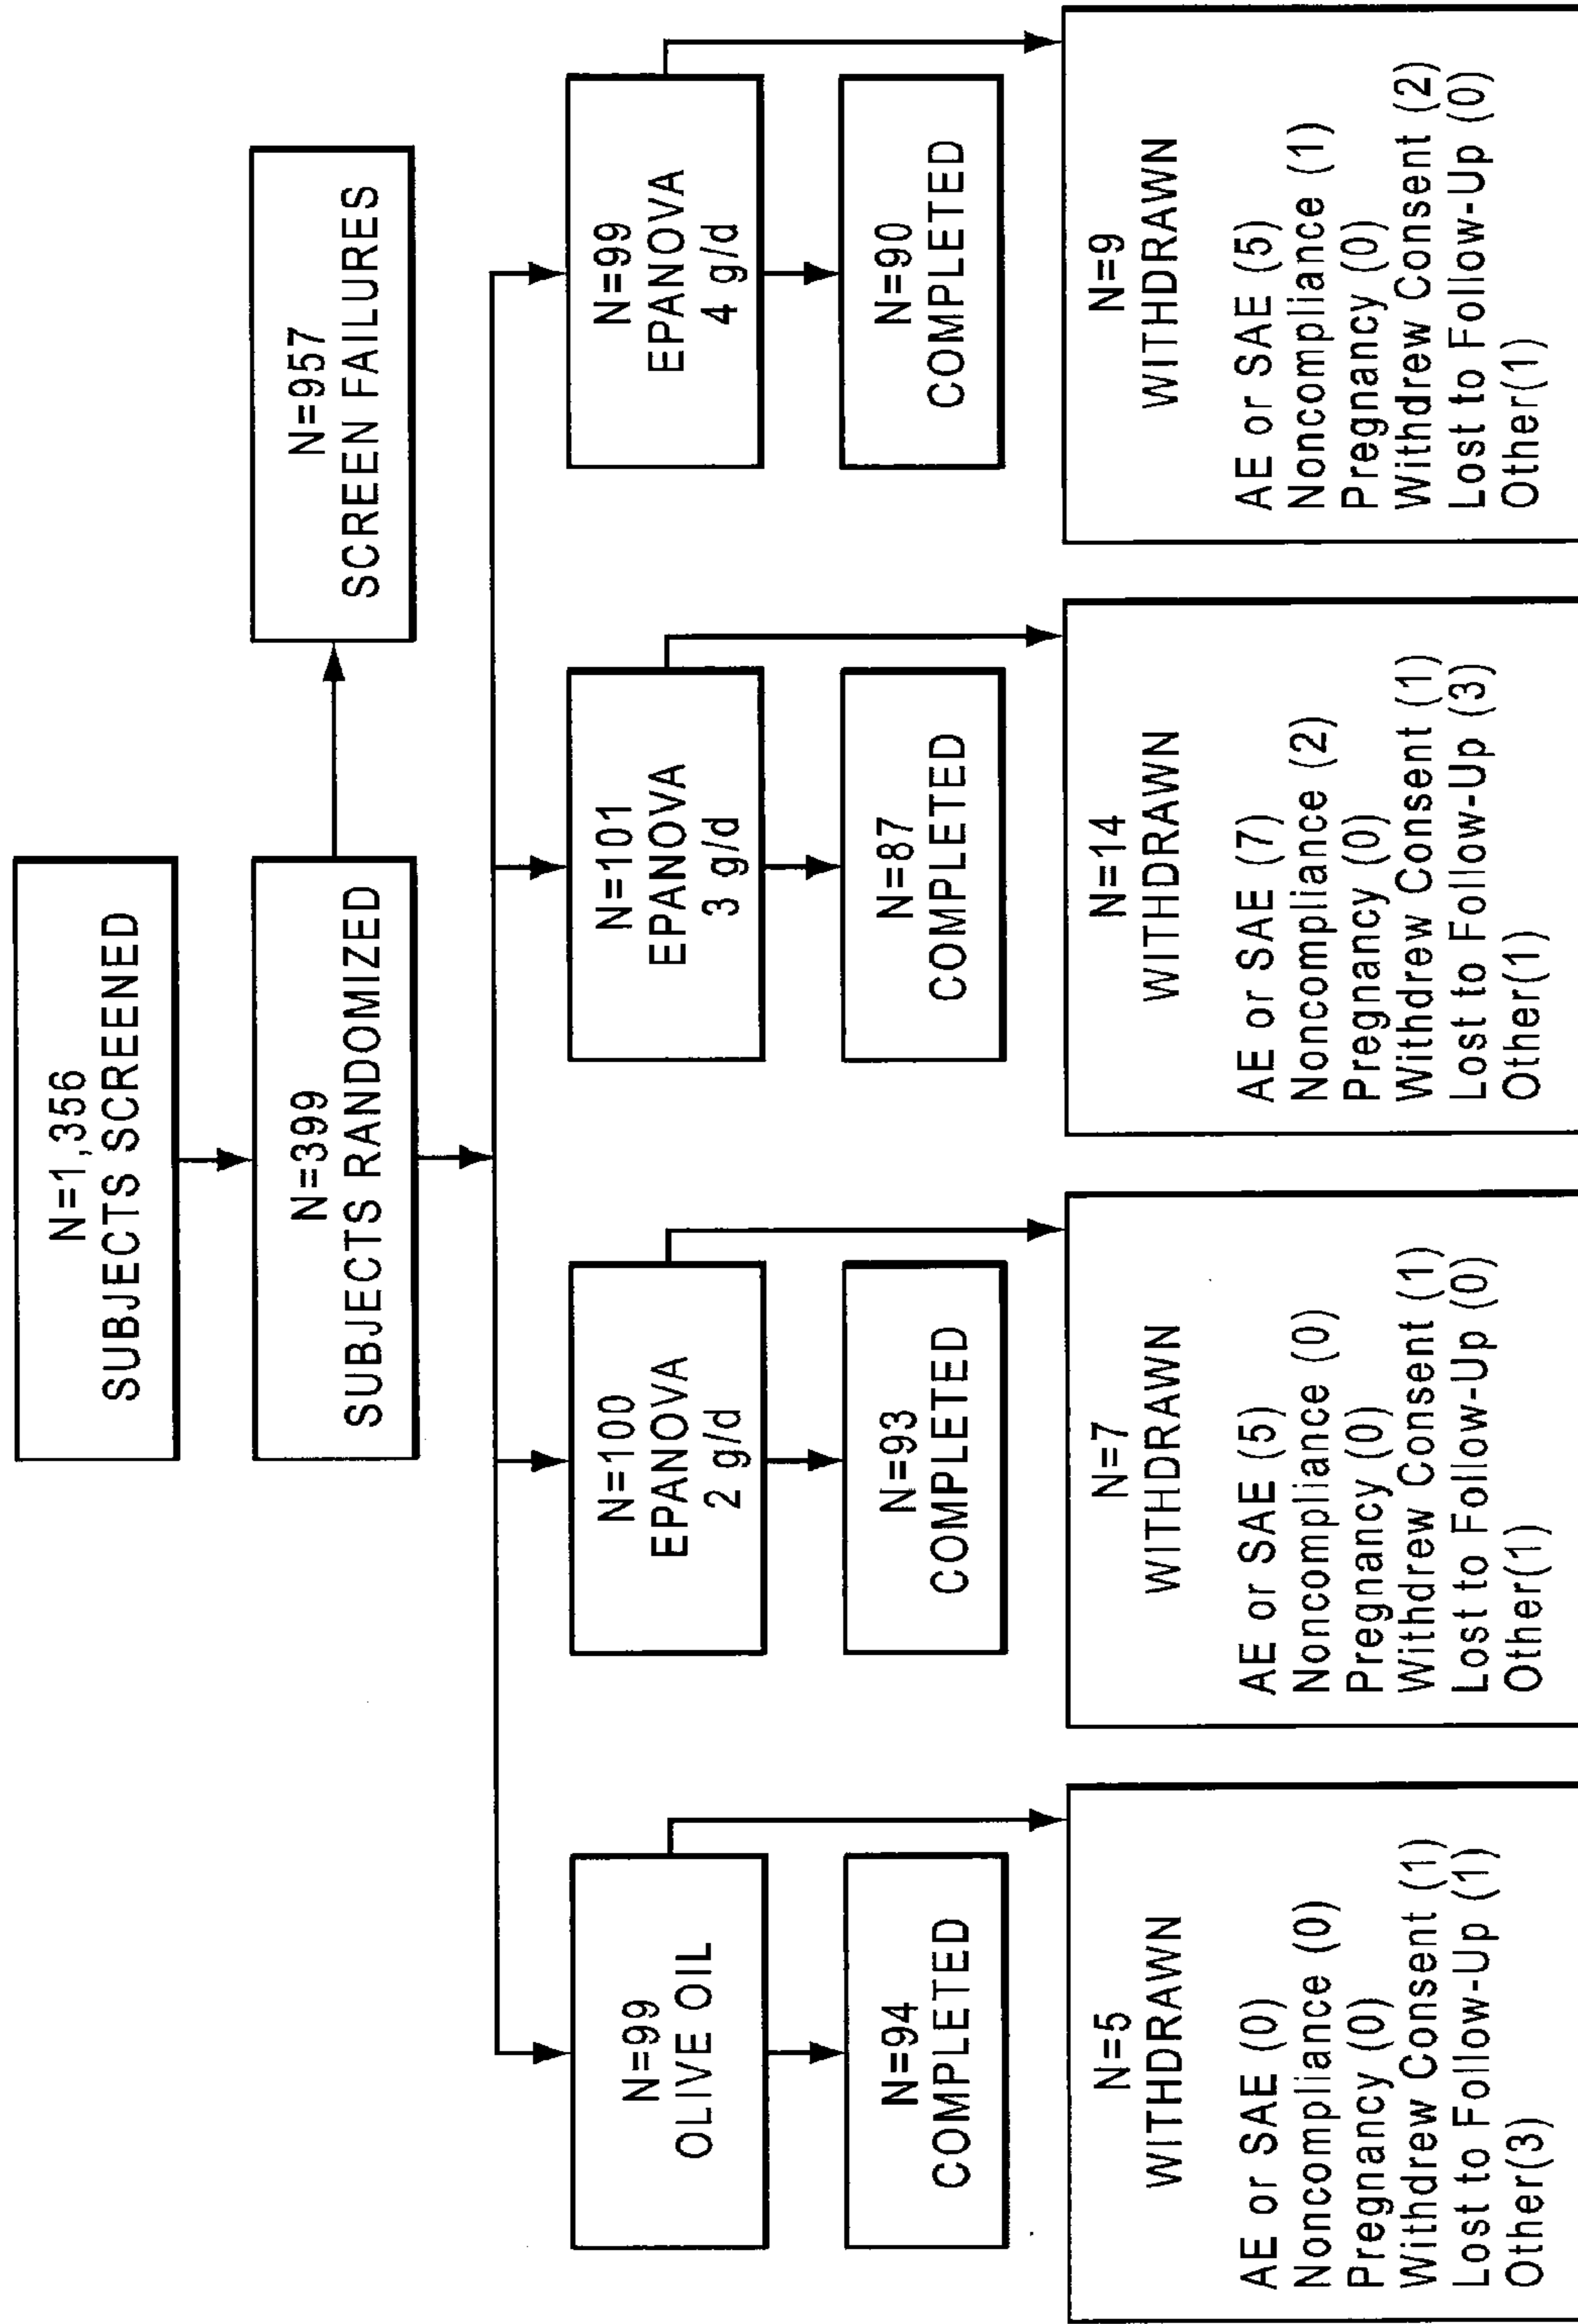 N=1,356
SUBJECTS SCREENED
N=399
SUBJECTS RANDOMIZED
N=957
SCREEN FAILURES
N=99
OLIVE OIL
N=100
EPANOVA
2 g/d
N=101
EPANOVA
3 g/d
N=99
EPANOVA
4 g/d
N=94
COMPLETED
N=93
COMPLETED
N=87
COMPLETED
N=90
COMPLETED
N=5
WITHDRAWN
AE or SAE (0)
Noncompliance (0)
Pregnancy (0)
Withdrew Consent (1)
Lost to Follow-Up (1)
Other(3)
N=7
WITHDRAWN
AE or SAE (5)
Noncompliance (0)
Pregnancy (0)
Withdrew Consent (1)
Lost to Follow-Up (0)
Other(1)
N=14
WITHDRAWN
AE or SAE (7)
Noncompliance (2)
Pregnancy (0)
Withdrew Consent (1)
Lost to Follow-Up (3)
Other(1)
N=9
WITHDRAWN
AE or SAE (5)
Noncompliance (1)
Pregnancy (0)
Withdrew Consent (2)
Lost to Follow-Up (0)
Other(1)